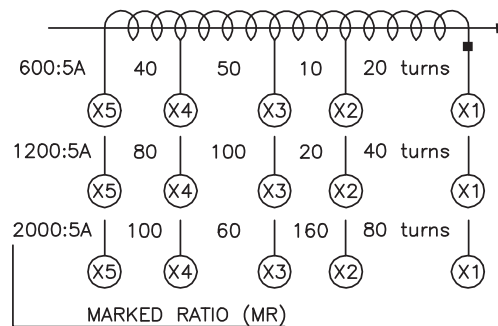 600:5A 40 50 10 20 turns
X5 X4 X3 X2 X1
1200:5A 80 100 20 40 turns
X5 X4 X3 X2 X1
2000:5A 100 60 160 80 turns
X5 X4 X3 X2 X1
MARKED RATIO (MR)